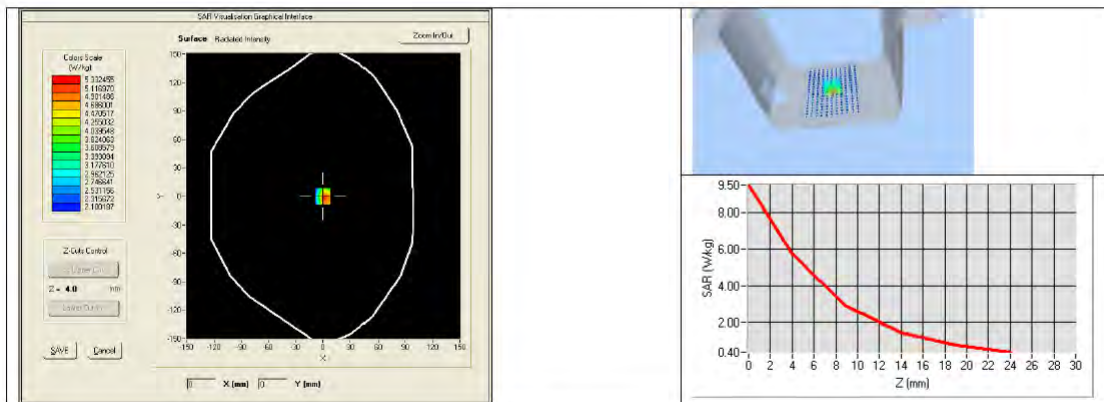 SAR Visualisation Graphical Interface
Surface Radiated Intensity
Zoom In/Out
Colors Scale
(W/kg)
5.332455
5.116970
4.901486
4.686001
4.470517
4.255032
4.039548
3.824063
3.608579
3.393094
3.177610
2.962125
2.746641
2.531156
2.315672
2.100187
150
120
90
60
30
0
-30
-60
-90
-120
-150
Y
-150 -120 -90 -60 -30 0 30 60 90 120 150
X
Z-Cuts Control
Z = 4.0 mm
SAVE Cancel
0 X (mm) 0 Y (mm)
9.50
8.00
6.00
4.00
2.00
0.40
SAR (W/kg)
0 2 4 6 8 10 12 14 16 18 20 22 24 26 28 30
Z (mm)